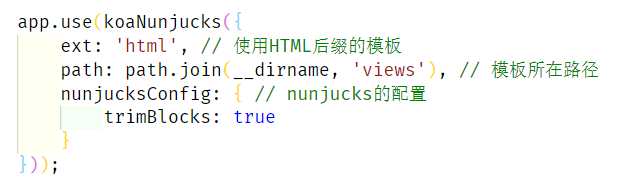 app.use(koaNunjucks({
    ext: 'html', // 使用HTML后缀的模板
    path: path.join(__dirname, 'views'), // 模板所在路径
    nunjucksConfig: { // nunjucks的配置
        trimBlocks: true
    }
}));